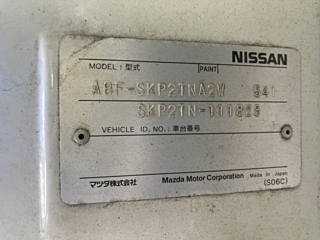 NISSAN
MODEL: 型式 PAINT
ABF-SKP2TNA2W 541
SKP2TN-111829
VEHICLE ID. NO.: 車台番号
マツダ株式会社 Mazda Motor Corporation Made in Japan
(S06C)